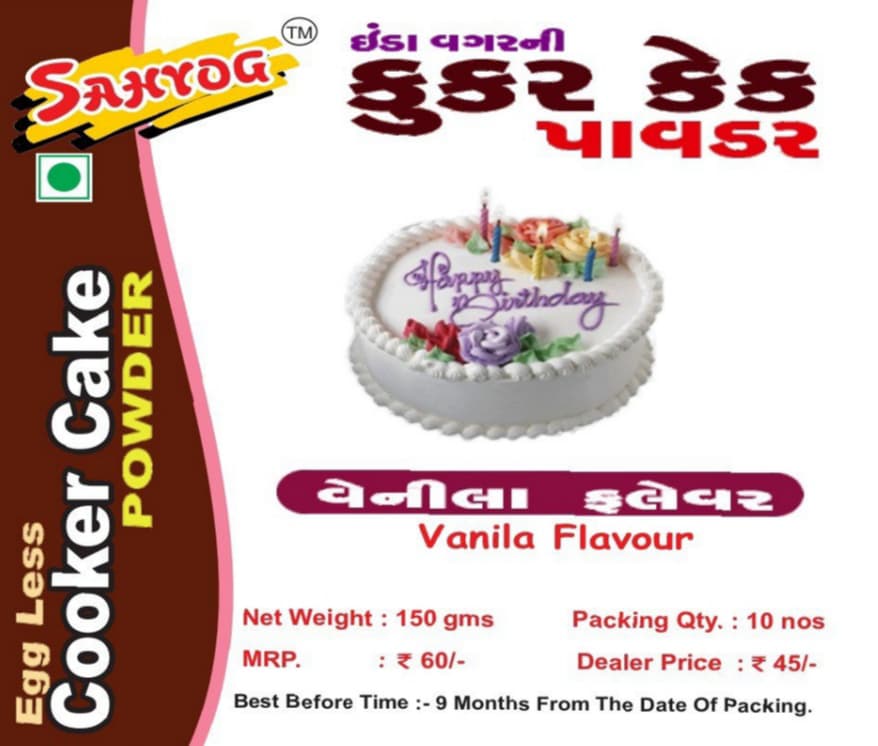 SAHYOG
TM
ઇંડા વગરની
કુકર કેક
પાવડર
Egg Less
Cooker Cake
POWDER
Happy
Birthday
વેનીલા ફલેવર
Vanila Flavour
Net Weight : 150 gms
Packing Qty. : 10 nos
MRP. : ₹ 60/-
Dealer Price : ₹ 45/-
Best Before Time :- 9 Months From The Date Of Packing.